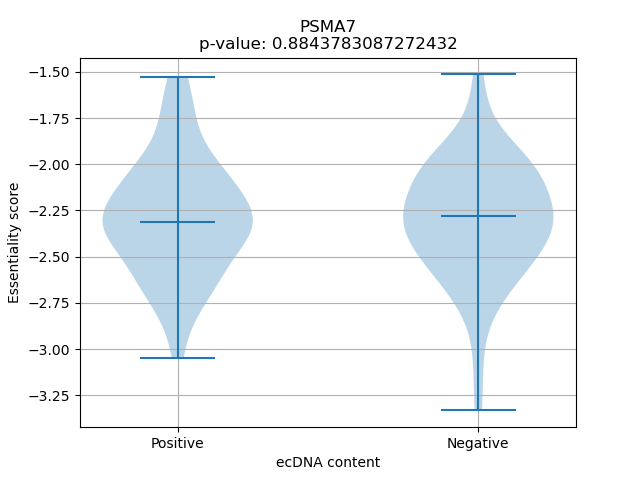 PSMA7
p-value: 0.8843783087272432
−1.50
−1.75
−2.00
−2.25
−2.50
−2.75
−3.00
−3.25
Essentiality score
Positive
Negative
ecDNA content